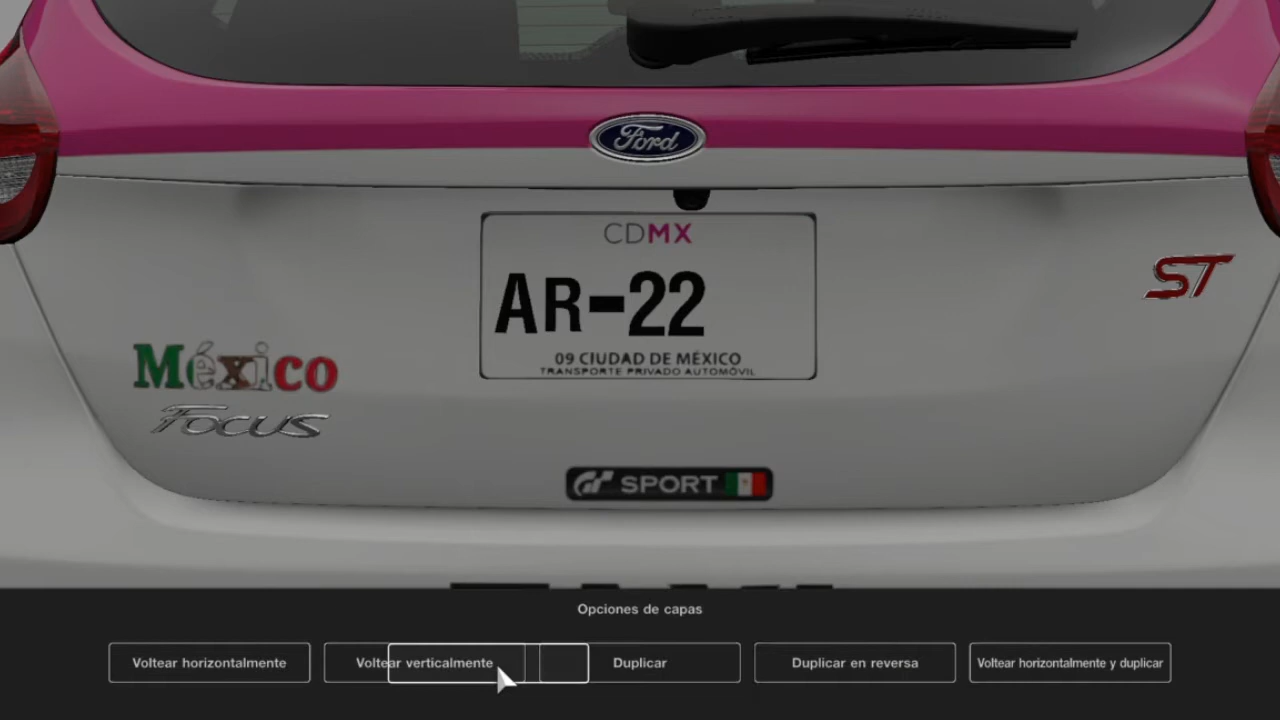 Ford
CDMX
AR-22
ST
09 CIUDAD DE MÉXICO
TRANSPORTE PRIVADO AUTOMÓVIL
México
Focus
GT SPORT
Opciones de capas
Voltear horizontalmente
Voltear verticalmente
Duplicar
Duplicar en reversa
Voltear horizontalmente y duplicar